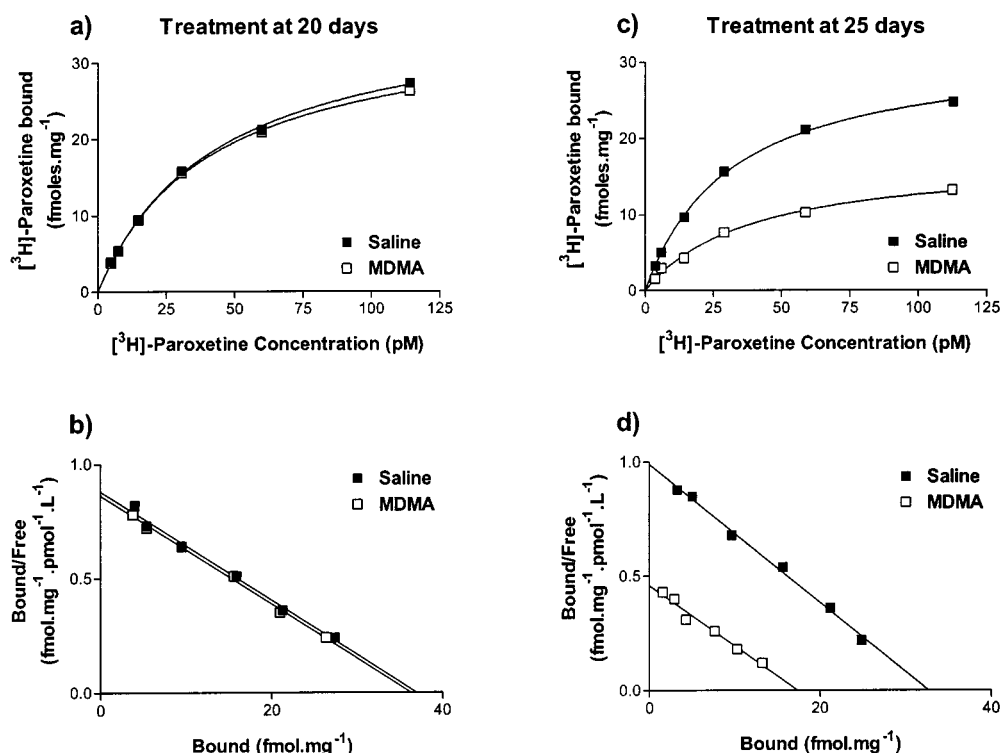 a) Treatment at 20 days
[³H]-Paroxetine bound
(fmoles.mg⁻¹)
30
20
10
0
Saline
MDMA
0 25 50 75 100 125
[³H]-Paroxetine Concentration (pM)
c) Treatment at 25 days
[³H]-Paroxetine bound
(fmoles.mg⁻¹)
30
20
10
0
Saline
MDMA
0 25 50 75 100 125
[³H]-Paroxetine Concentration (pM)
b)
Bound/Free
(fmol.mg⁻¹.pmol⁻¹.L⁻¹)
1.0
0.5
0.0
Saline
MDMA
0 20 40
Bound (fmol.mg⁻¹)
d)
Bound/Free
(fmol.mg⁻¹.pmol⁻¹.L⁻¹)
1.0
0.5
0.0
Saline
MDMA
0 20 40
Bound (fmol.mg⁻¹)